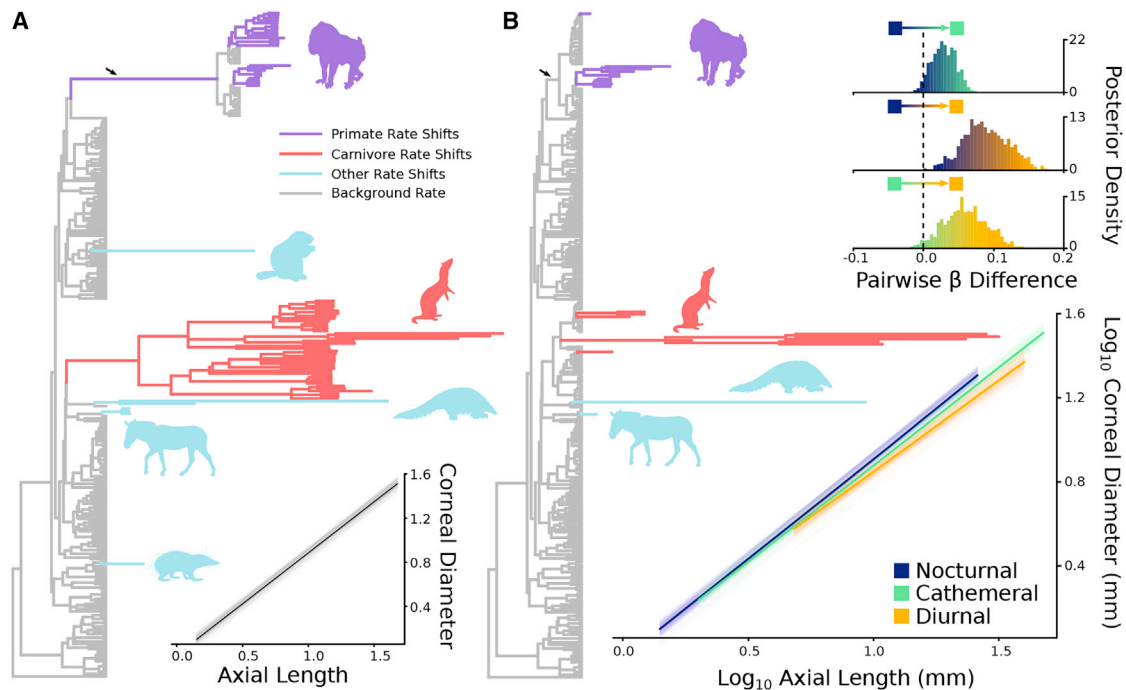 A
Primate Rate Shifts
Carnivore Rate Shifts
Other Rate Shifts
Background Rate
1.6
1.2
0.8
0.4
Corneal Diameter
0.0 0.5 1.0 1.5
Axial Length
B
22
0
13
0
15
0
Posterior Density
-0.1 0.0 0.1 0.2
Pairwise β Difference
1.6
1.2
0.8
0.4
Log10 Corneal Diameter (mm)
Nocturnal
Cathemeral
Diurnal
0.0 0.5 1.0 1.5
Log10 Axial Length (mm)